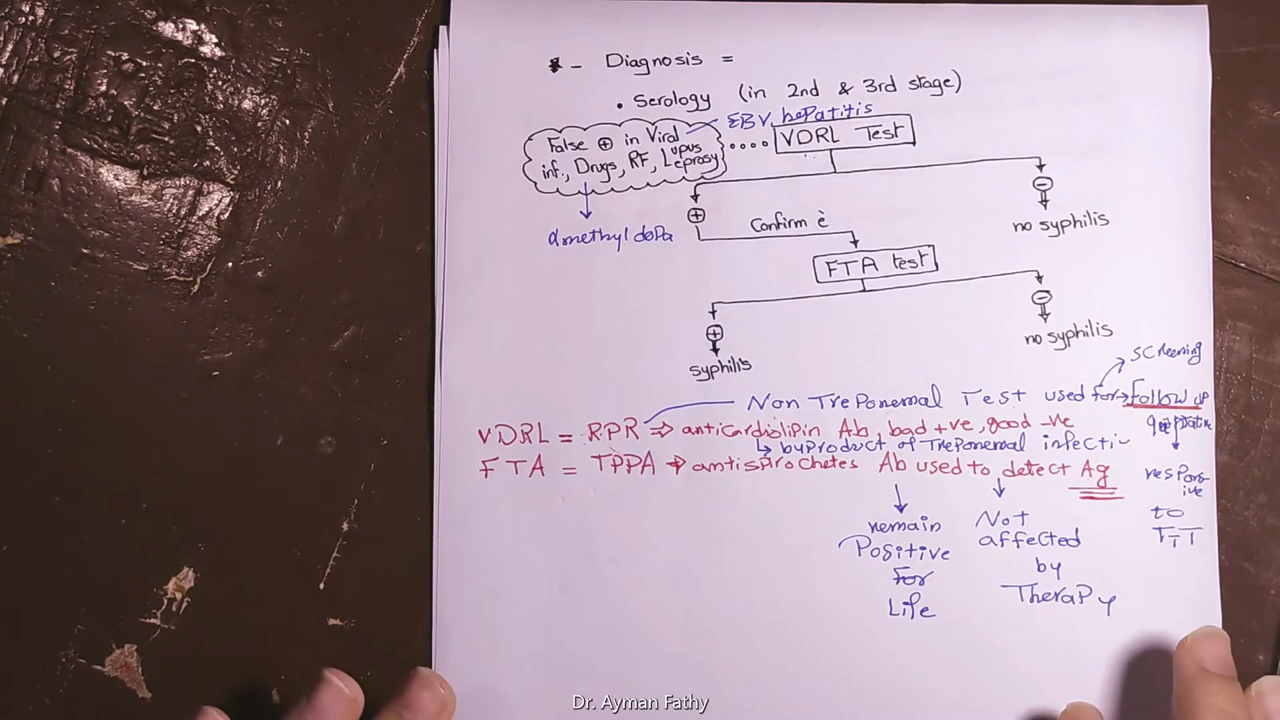 * - Diagnosis =
• Serology (in 2nd & 3rd stage)
EBV, hepatitis
False ⊕ in Viral
inf., Drugs, RF, Lupus
Leprosy
VDRL Test
α methyl dopa
⊕
⊖
Confirm è
no syphilis
FTA test
⊕
⊖
syphilis
no syphilis
screening
Non Treponemal Test used for → Follow up
VDRL = RPR ⇒ anticardiolipin Ab, bad +ve, good -ve
↳ byproduct of Treponemal infecti
FTA = TPPA → antispirochetes Ab used to detect Ag
responsive
to
TTT
remain
Positive
For
Life
Not
affected
by
Therapy
Dr. Ayman Fathy